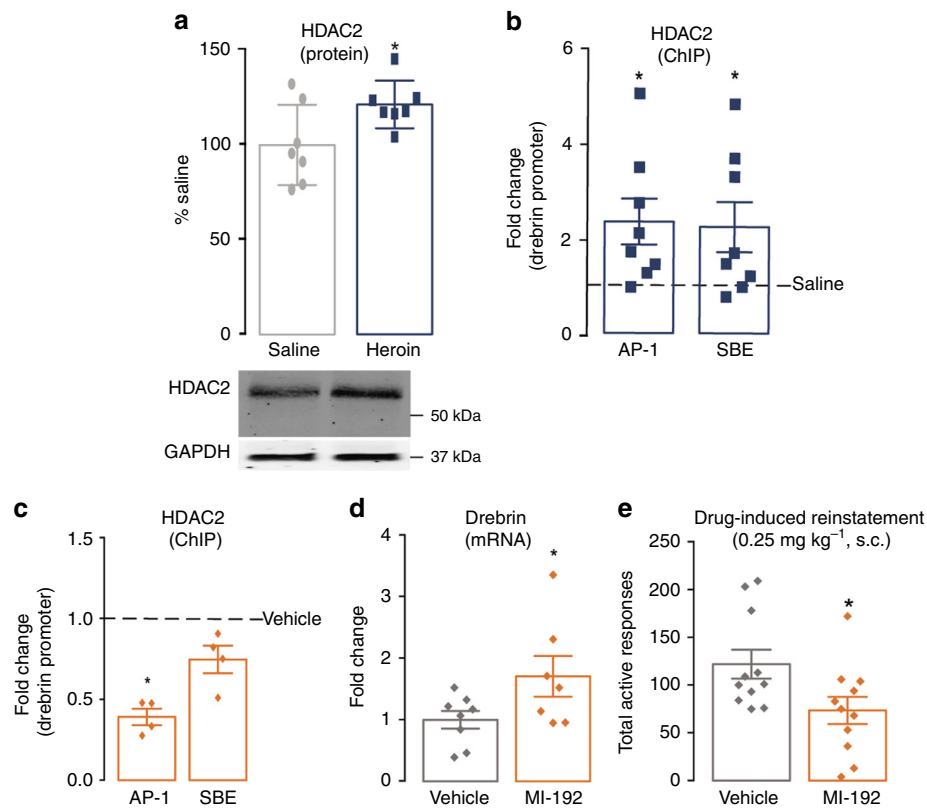 a
HDAC2
(protein)
*
150
100
50
0
% saline
Saline
Heroin
HDAC2
50 kDa
GAPDH
37 kDa
b
HDAC2
(ChIP)
6
4
2
0
Fold change
(drebrin promoter)
*
*
Saline
AP-1
SBE
c
HDAC2
(ChIP)
1.5
1.0
0.5
0.0
Fold change
(drebrin promoter)
Vehicle
*
AP-1
SBE
d
Drebrin
(mRNA)
*
4
3
2
1
0
Fold change
Vehicle
MI-192
e
Drug-induced reinstatement
(0.25 mg kg⁻¹, s.c.)
250
200
150
100
50
0
Total active responses
*
Vehicle
MI-192